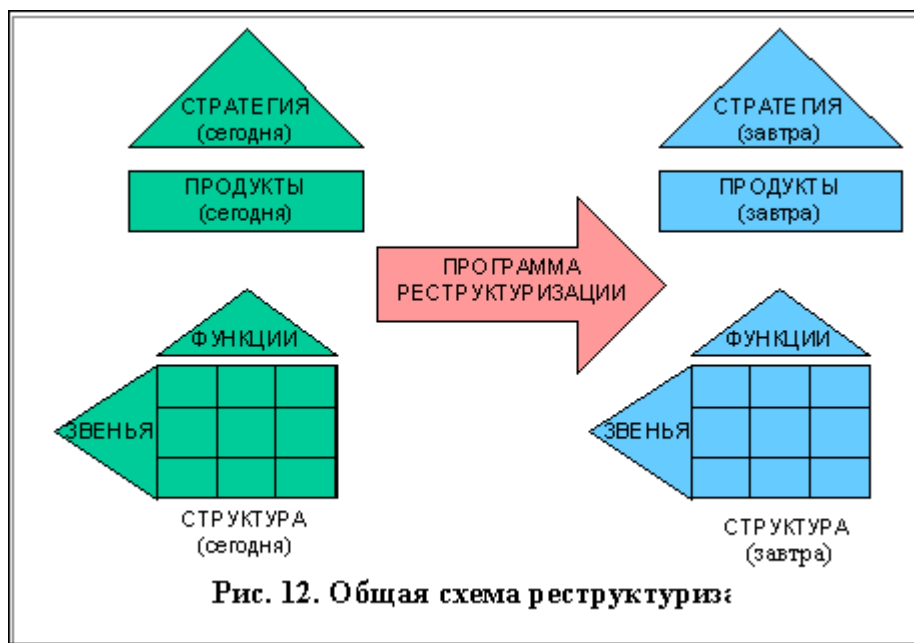 СТРАТЕГИЯ
(сегодня)
ПРОДУКТЫ
(сегодня)
ФУНКЦИИ
ЗВЕНЬЯ
СТРУКТУРА
(сегодня)
ПРОГРАММА
РЕСТРУКТУРИЗАЦИИ
СТРАТЕГИЯ
(завтра)
ПРОДУКТЫ
(завтра)
ФУНКЦИИ
ЗВЕНЬЯ
СТРУКТУРА
(завтра)
Рис. 12. Общая схема